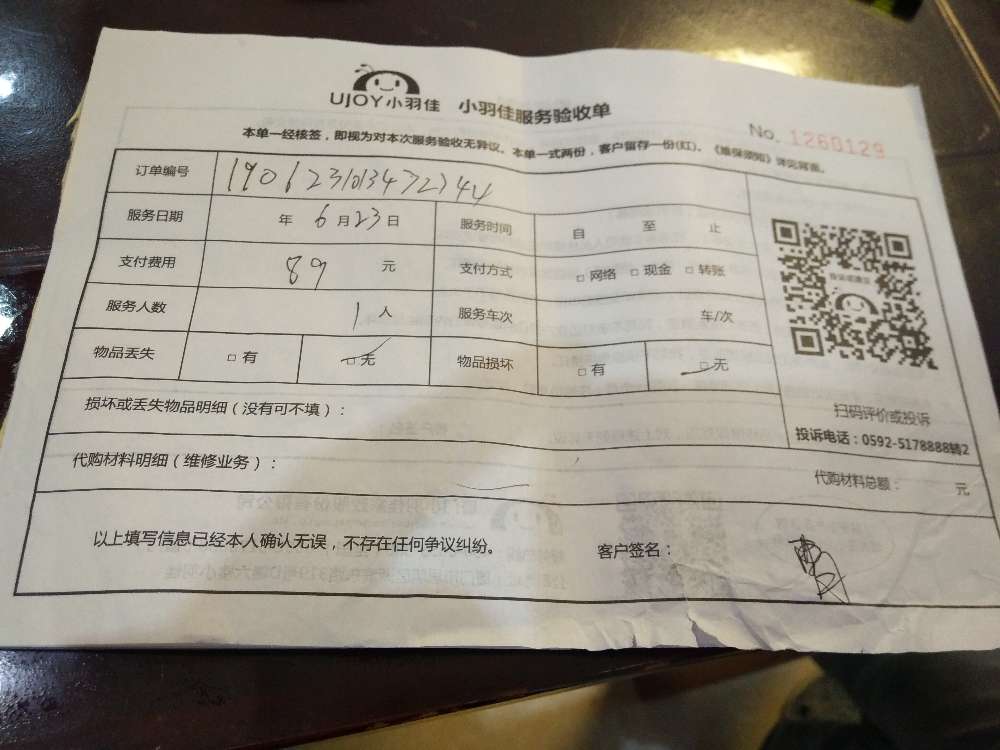 UJOY小羽佳 小羽佳服务验收单
No. 1260129
本单一经核签，即视为对本次服务验收无异议。本单一式两份，客户留存一份(红)。《维保须知》详见背面。
订单编号 190623103472344
服务日期 年 6 月 23 日 服务时间 自 至 止
支付费用 89 元 支付方式 □ 网络 □ 现金 □ 转账
服务人数 1 人 服务车次 车/次
物品丢失 □ 有 □ 无 物品损坏 □ 有 □ 无
损坏或丢失物品明细（没有可不填）：
扫码评价或投诉
投诉电话：0592-5178888转2
代购材料明细（维修业务）： 代购材料总额： 元
以上填写信息已经本人确认无误，不存在任何争议纠纷。 客户签名：